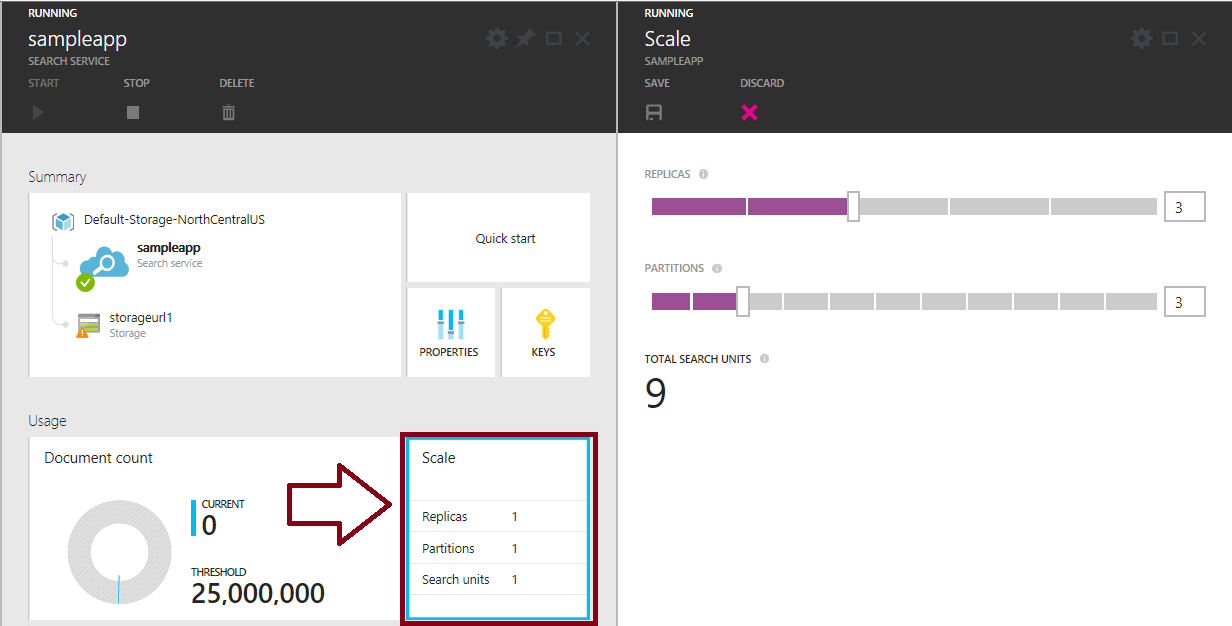 RUNNING
sampleapp
SEARCH SERVICE
START STOP DELETE
Summary
Default-Storage-NorthCentralUS
sampleapp
Search service
storageurl1
Storage
Quick start
PROPERTIES
KEYS
Usage
Document count
CURRENT
0
THRESHOLD
25,000,000
Scale
Replicas 1
Partitions 1
Search units 1
RUNNING
Scale
SAMPLEAPP
SAVE DISCARD
REPLICAS
3
PARTITIONS
3
TOTAL SEARCH UNITS
9